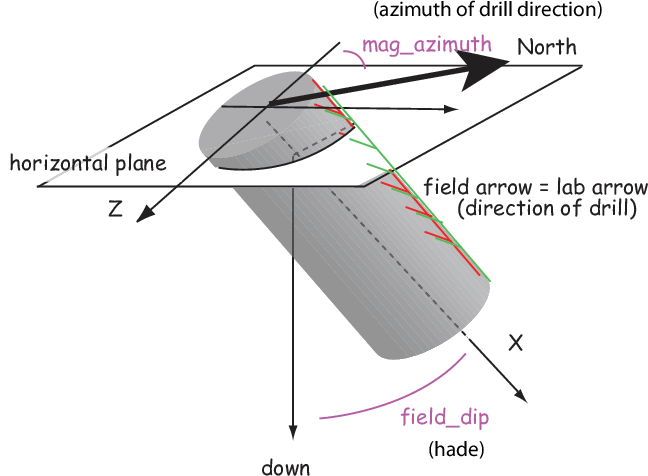 (azimuth of drill direction)
mag_azimuth
North
horizontal plane
Z
field arrow = lab arrow
(direction of drill)
X
field_dip
(hade)
down